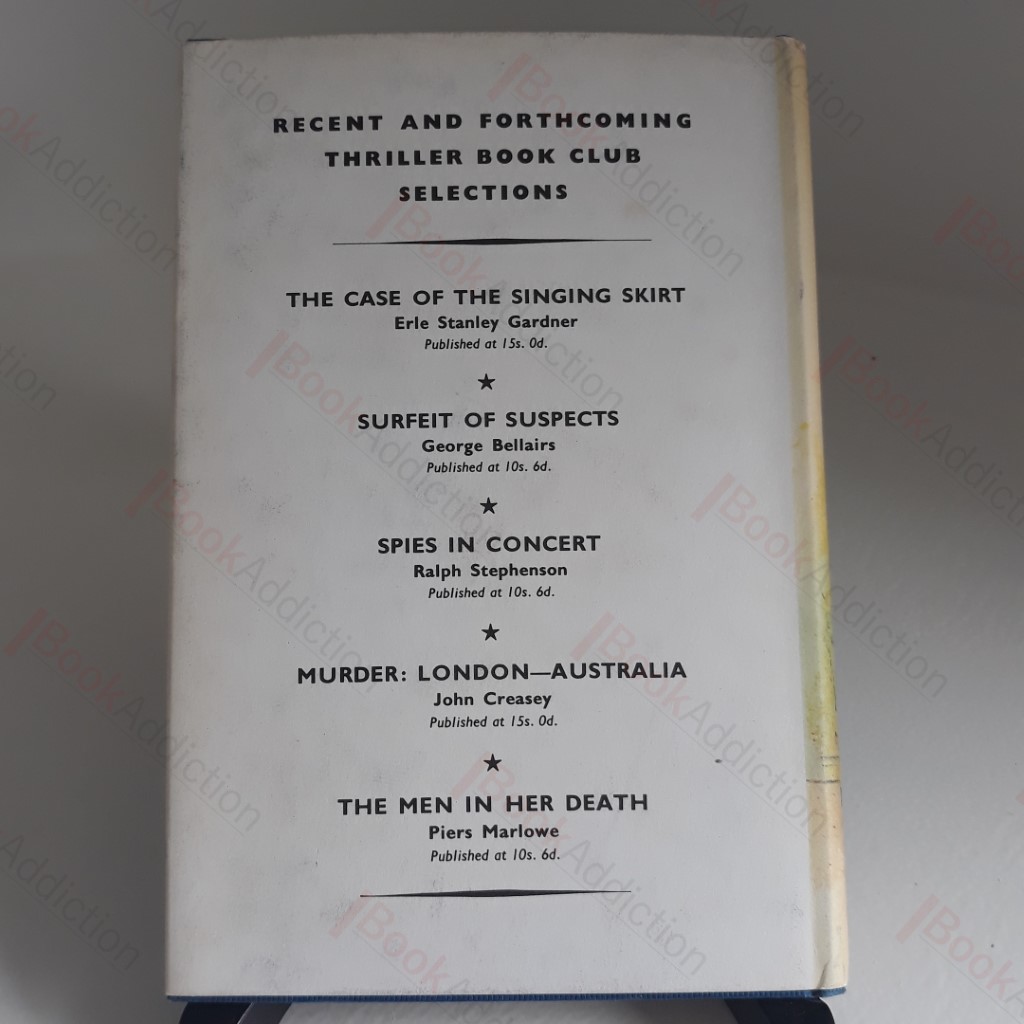 RECENT AND FORTHCOMING
THRILLER BOOK CLUB
SELECTIONS
THE CASE OF THE SINGING SKIRT
Erle Stanley Gardner
Published at 15s. 0d.
★
SURFEIT OF SUSPECTS
George Bellairs
Published at 10s. 6d.
★
SPIES IN CONCERT
Ralph Stephenson
Published at 10s. 6d.
★
MURDER: LONDON—AUSTRALIA
John Creasey
Published at 15s. 0d.
★
THE MEN IN HER DEATH
Piers Marlowe
Published at 10s. 6d.
BookAddiction